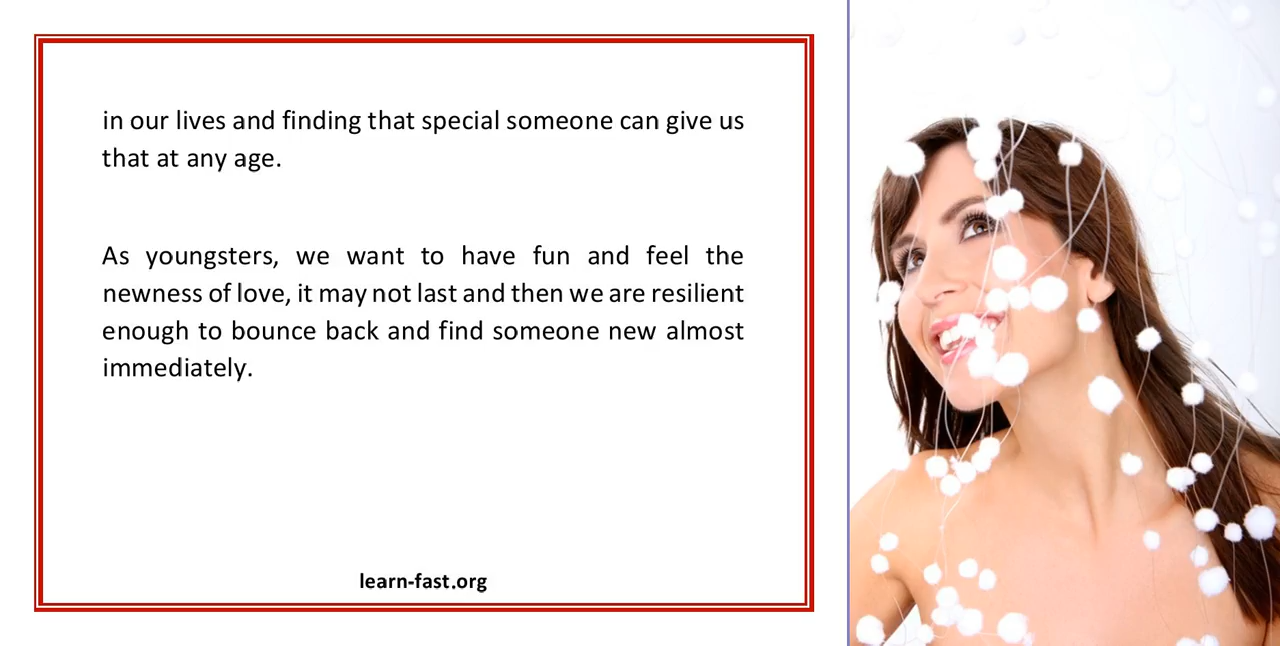 in our lives and finding that special someone can give us
that at any age.
As youngsters, we want to have fun and feel the
newness of love, it may not last and then we are resilient
enough to bounce back and find someone new almost
immediately.
learn-fast.org